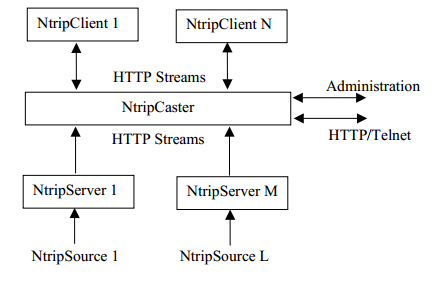 NtripClient 1
NtripClient N
HTTP Streams
Administration
NtripCaster
HTTP Streams
HTTP/Telnet
NtripServer 1
NtripServer M
NtripSource 1
NtripSource L